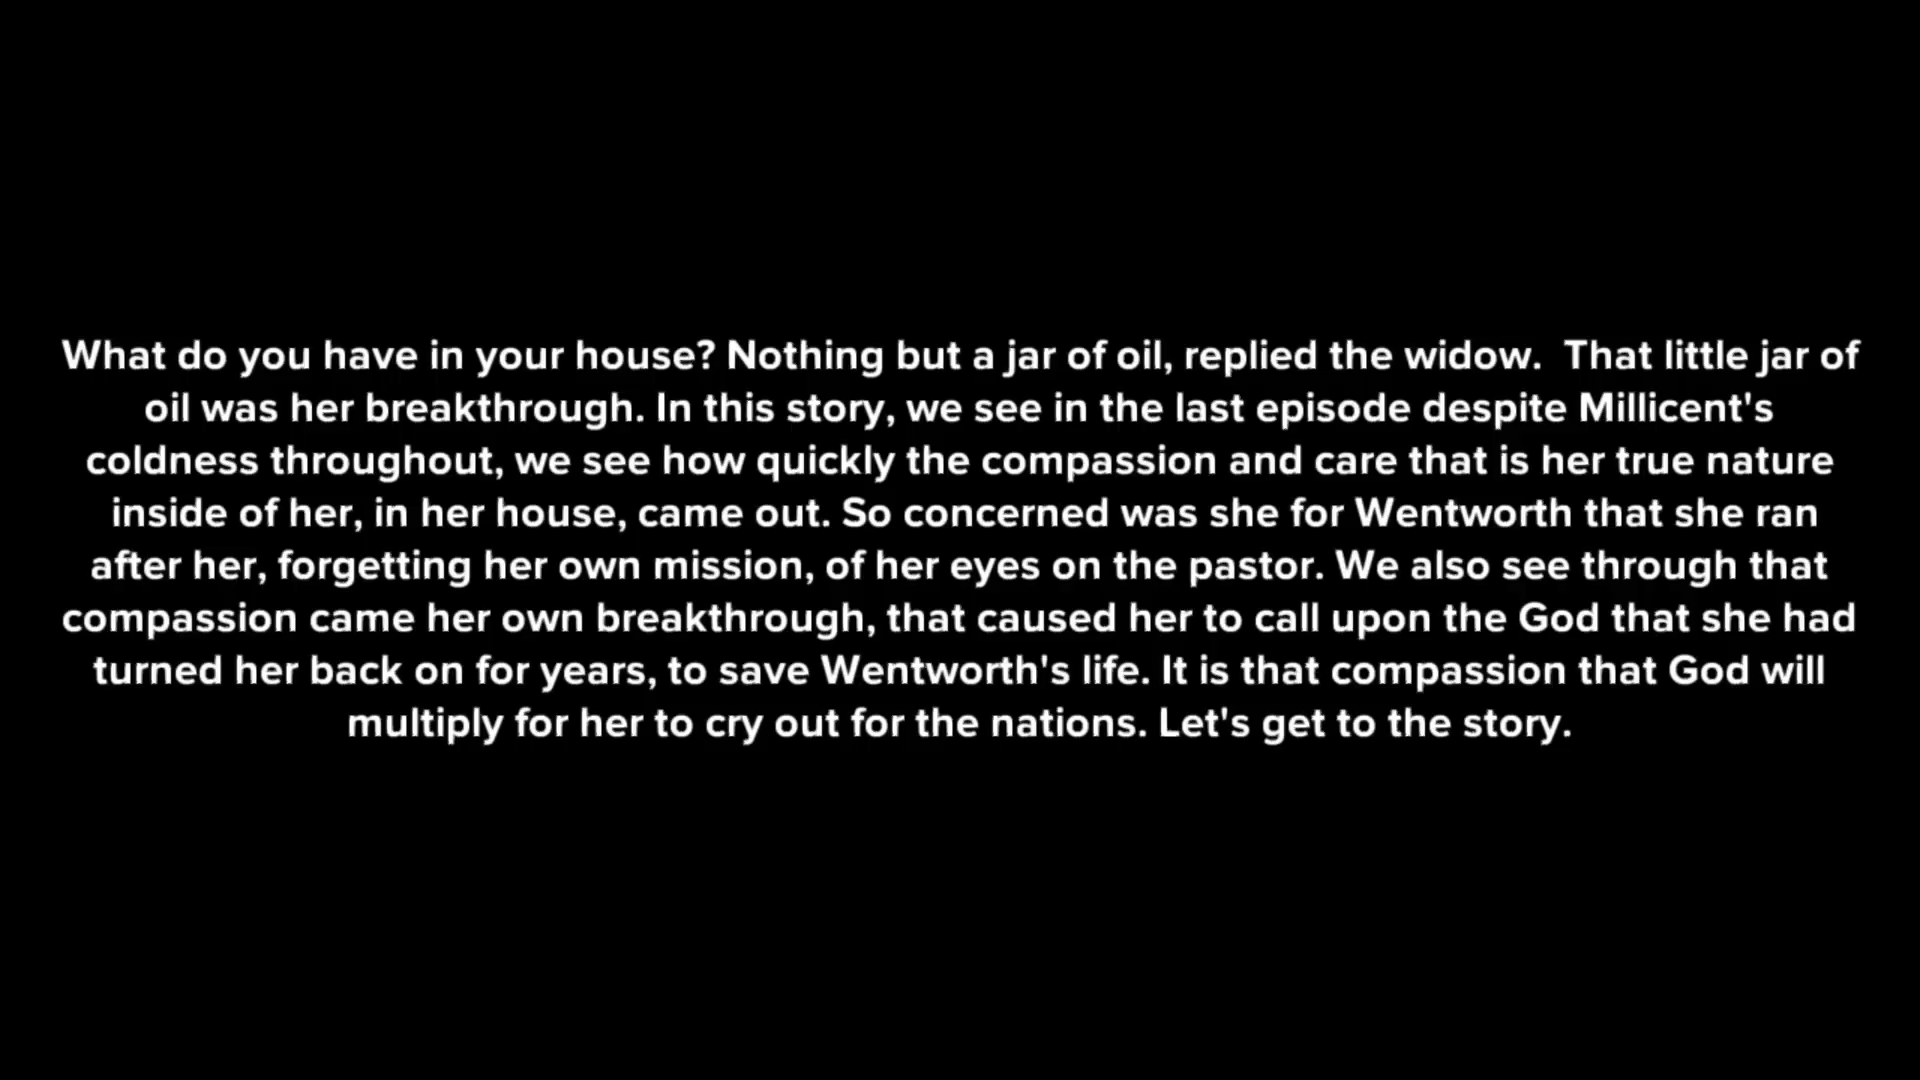 What do you have in your house? Nothing but a jar of oil, replied the widow.  That little jar of
oil was her breakthrough. In this story, we see in the last episode despite Millicent's
coldness throughout, we see how quickly the compassion and care that is her true nature
inside of her, in her house, came out. So concerned was she for Wentworth that she ran
after her, forgetting her own mission, of her eyes on the pastor. We also see through that
compassion came her own breakthrough, that caused her to call upon the God that she had
turned her back on for years, to save Wentworth's life. It is that compassion that God will
multiply for her to cry out for the nations. Let's get to the story.